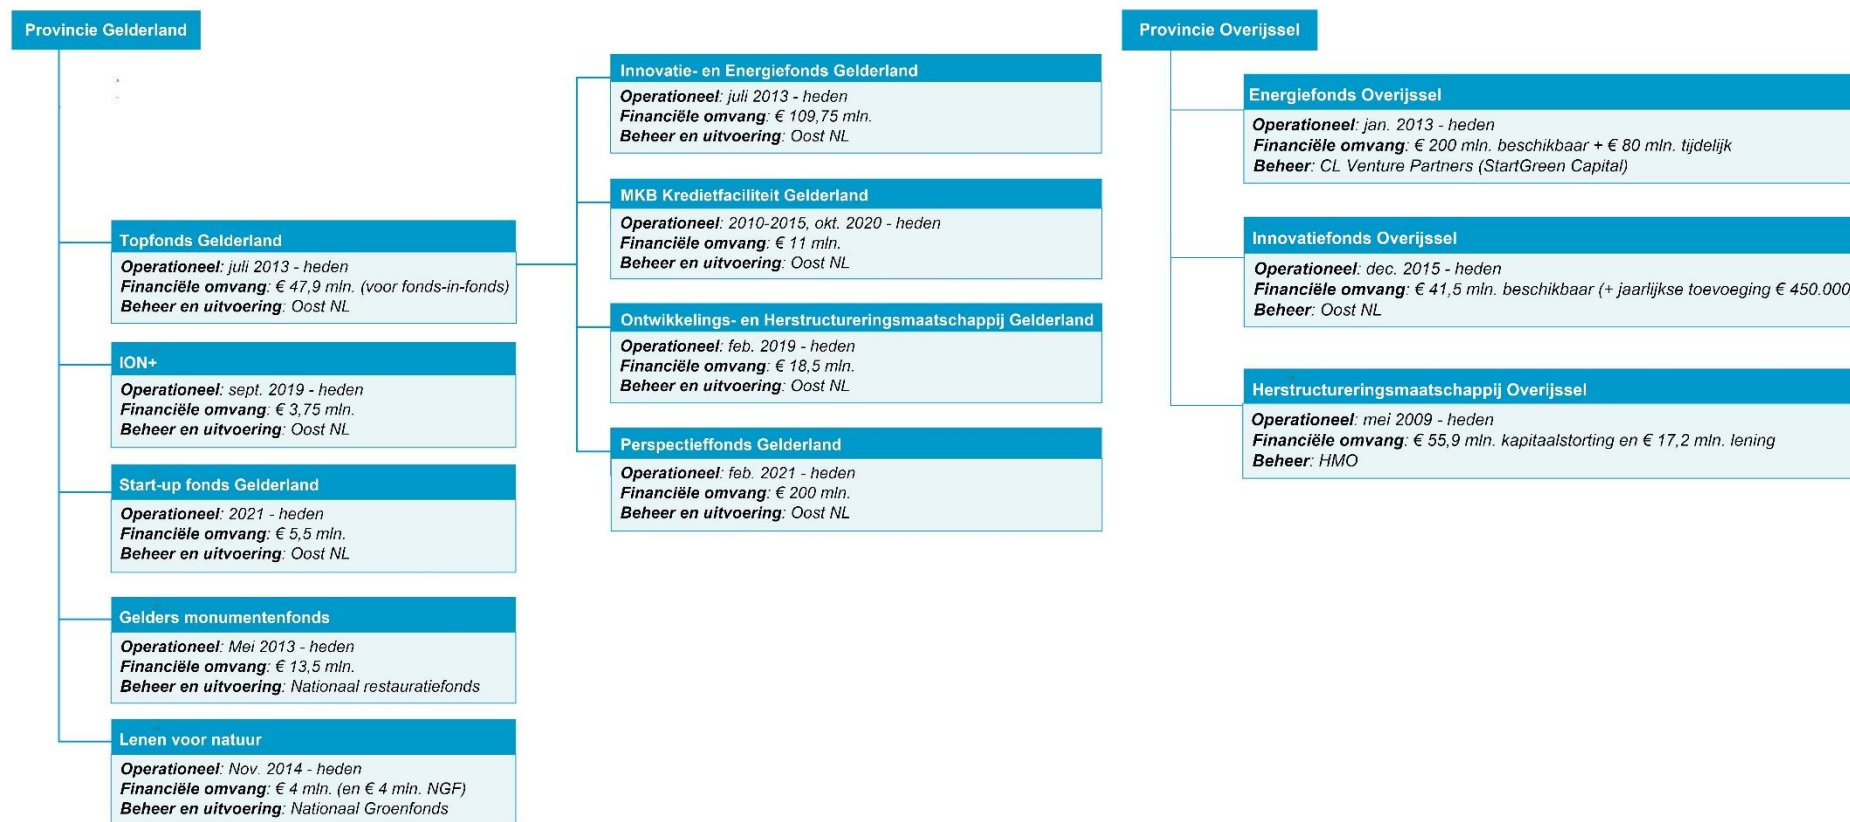 Provincie Gelderland
Topfonds Gelderland
Operationeel: juli 2013 - heden
Financiële omvang: € 47,9 mln. (voor fonds-in-fonds)
Beheer en uitvoering: Oost NL
ION+
Operationeel: sept. 2019 - heden
Financiële omvang: € 3,75 mln.
Beheer en uitvoering: Oost NL
Start-up fonds Gelderland
Operationeel: 2021 - heden
Financiële omvang: € 5,5 mln.
Beheer en uitvoering: Oost NL
Gelders monumentenfonds
Operationeel: Mei 2013 - heden
Financiële omvang: € 13,5 mln.
Beheer en uitvoering: Nationaal restauratiefonds
Lenen voor natuur
Operationeel: Nov. 2014 - heden
Financiële omvang: € 4 mln. (en € 4 mln. NGF)
Beheer en uitvoering: Nationaal Groenfonds
Innovatie- en Energiefonds Gelderland
Operationeel: juli 2013 - heden
Financiële omvang: € 109,75 mln.
Beheer en uitvoering: Oost NL
MKB Kredietfaciliteit Gelderland
Operationeel: 2010-2015, okt. 2020 - heden
Financiële omvang: € 11 mln.
Beheer en uitvoering: Oost NL
Ontwikkelings- en Herstructureringsmaatschappij Gelderland
Operationeel: feb. 2019 - heden
Financiële omvang: € 18,5 mln.
Beheer en uitvoering: Oost NL
Perspectieffonds Gelderland
Operationeel: feb. 2021 - heden
Financiële omvang: € 200 mln.
Beheer en uitvoering: Oost NL
Provincie Overijssel
Energiefonds Overijssel
Operationeel: jan. 2013 - heden
Financiële omvang: € 200 mln. beschikbaar + € 80 mln. tijdelijk
Beheer: CL Venture Partners (StartGreen Capital)
Innovatiefonds Overijssel
Operationeel: dec. 2015 - heden
Financiële omvang: € 41,5 mln. beschikbaar (+ jaarlijkse toevoeging € 450.000)
Beheer: Oost NL
Herstructureringsmaatschappij Overijssel
Operationeel: mei 2009 - heden
Financiële omvang: € 55,9 mln. kapitaalstorting en € 17,2 mln. lening
Beheer: HMO